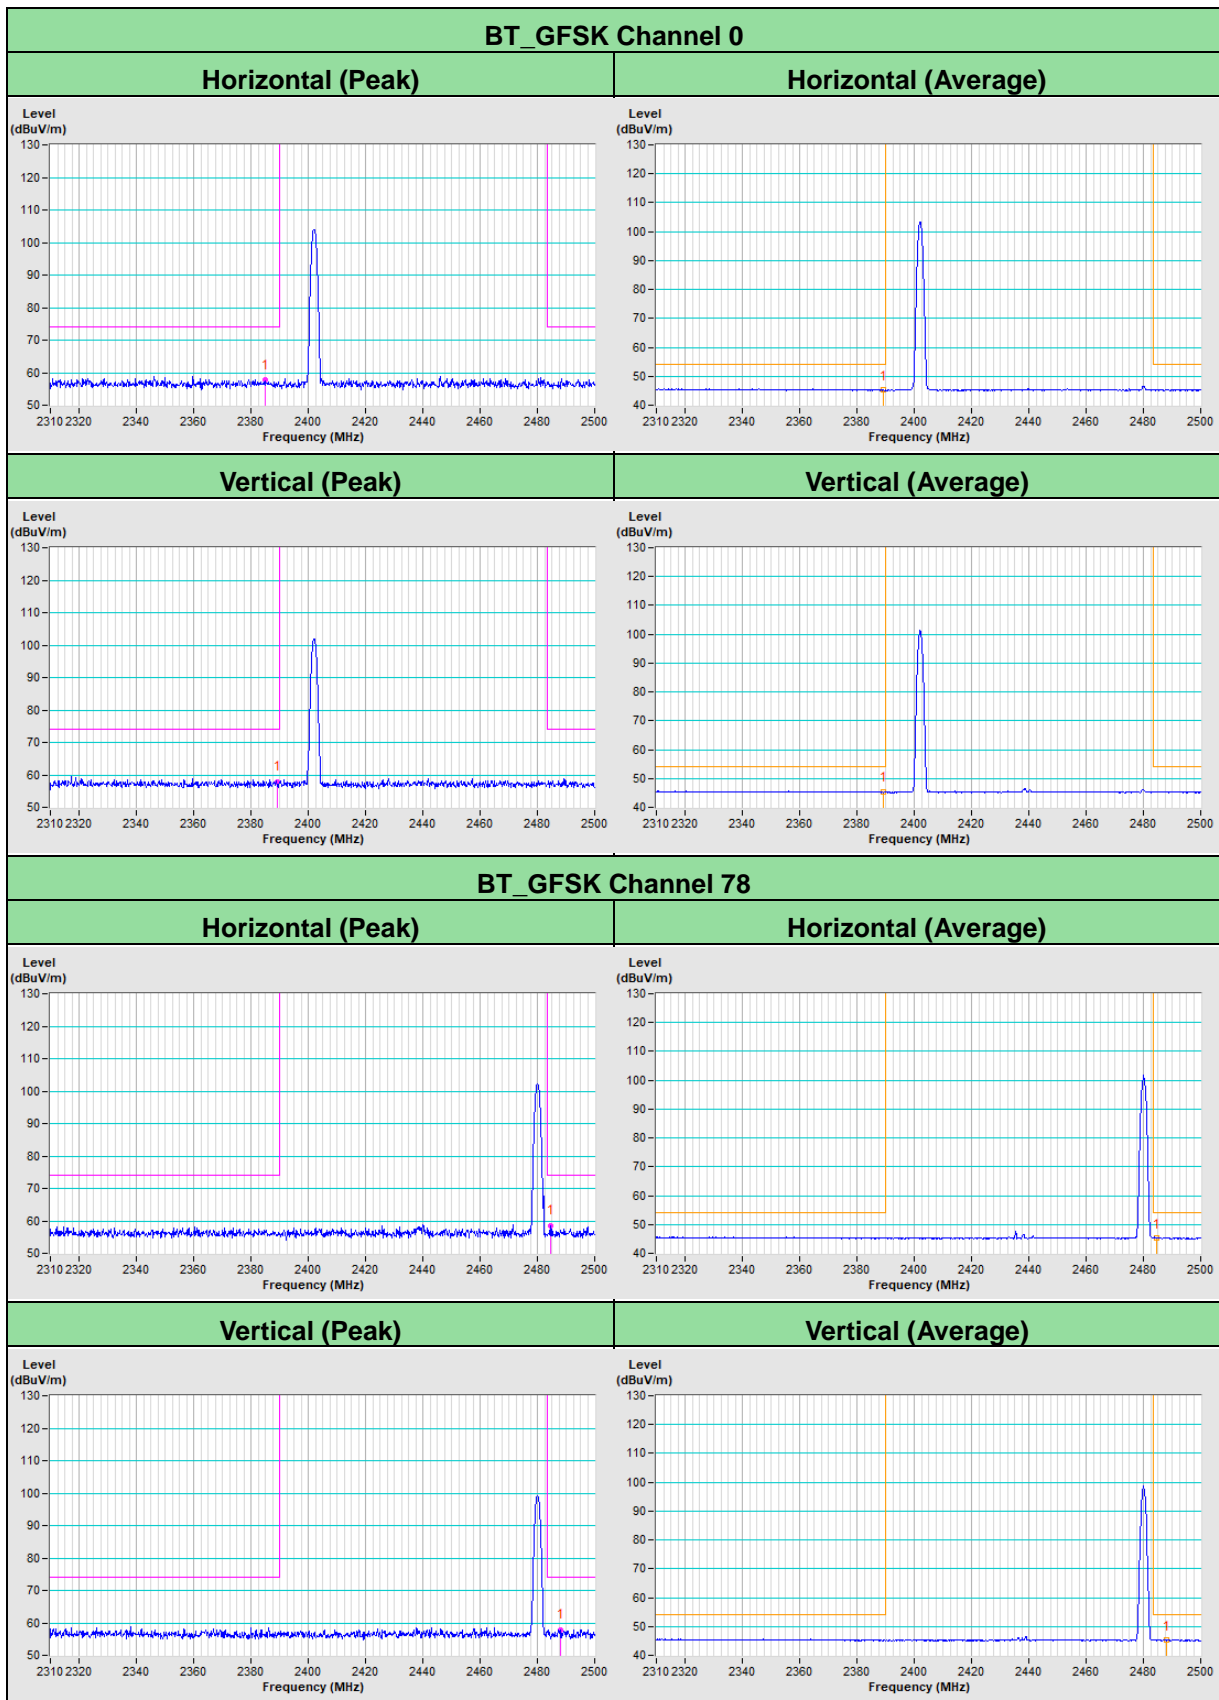 BT_GFSK Channel 0
Horizontal (Peak) Horizontal (Average)
Level Level
(dBuV/m) (dBuV/m)
130 130
120 120
110 110
100 100
90 90
80 80
70 70
60 60
50 50
40
1 1
2310 2320 2340 2360 2380 2400 2420 2440 2460 2480 2500 2310 2320 2340 2360 2380 2400 2420 2440 2460 2480 2500
Frequency (MHz) Frequency (MHz)
Vertical (Peak) Vertical (Average)
Level Level
(dBuV/m) (dBuV/m)
130 130
120 120
110 110
100 100
90 90
80 80
70 70
60 60
50 50
40
1 1
2310 2320 2340 2360 2380 2400 2420 2440 2460 2480 2500 2310 2320 2340 2360 2380 2400 2420 2440 2460 2480 2500
Frequency (MHz) Frequency (MHz)
BT_GFSK Channel 78
Horizontal (Peak) Horizontal (Average)
Level Level
(dBuV/m) (dBuV/m)
130 130
120 120
110 110
100 100
90 90
80 80
70 70
60 60
50 50
40
1 1
2310 2320 2340 2360 2380 2400 2420 2440 2460 2480 2500 2310 2320 2340 2360 2380 2400 2420 2440 2460 2480 2500
Frequency (MHz) Frequency (MHz)
Vertical (Peak) Vertical (Average)
Level Level
(dBuV/m) (dBuV/m)
130 130
120 120
110 110
100 100
90 90
80 80
70 70
60 60
50 50
40
1 1
2310 2320 2340 2360 2380 2400 2420 2440 2460 2480 2500 2310 2320 2340 2360 2380 2400 2420 2440 2460 2480 2500
Frequency (MHz) Frequency (MHz)